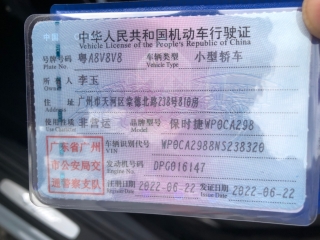 中华人民共和国机动车行驶证
Vehicle License of the People's Republic of China
号牌号码 粤A8V8V8 车辆类型 小型轿车
Plate No. Vehicle Type
所有人 李玉
Owner
住址 广州市天河区荣德北路238号810房
Address
使用性质 非营运 品牌型号 保时捷WP0CA298
Use Character Model
广东省广州市公安局交通警察支队
车辆识别代号 WP0CA2988NS238320
VIN
发动机号码 DPG016147
Engine No.
注册日期 2022-06-22 发证日期 2022-06-22
Register Date Issue Date